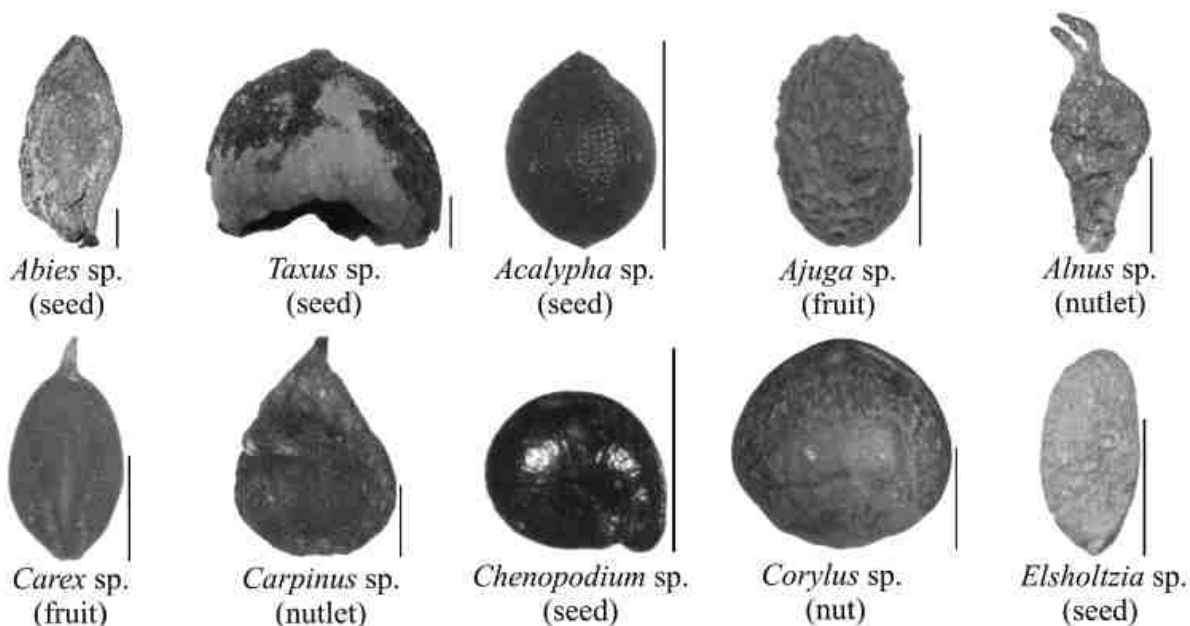 Abies sp.
(seed)
Taxus sp.
(seed)
Acalypha sp.
(seed)
Ajuga sp.
(fruit)
Alnus sp.
(nutlet)
Carex sp.
(fruit)
Carpinus sp.
(nutlet)
Chenopodium sp.
(seed)
Corylus sp.
(nut)
Elsholtzia sp.
(seed)